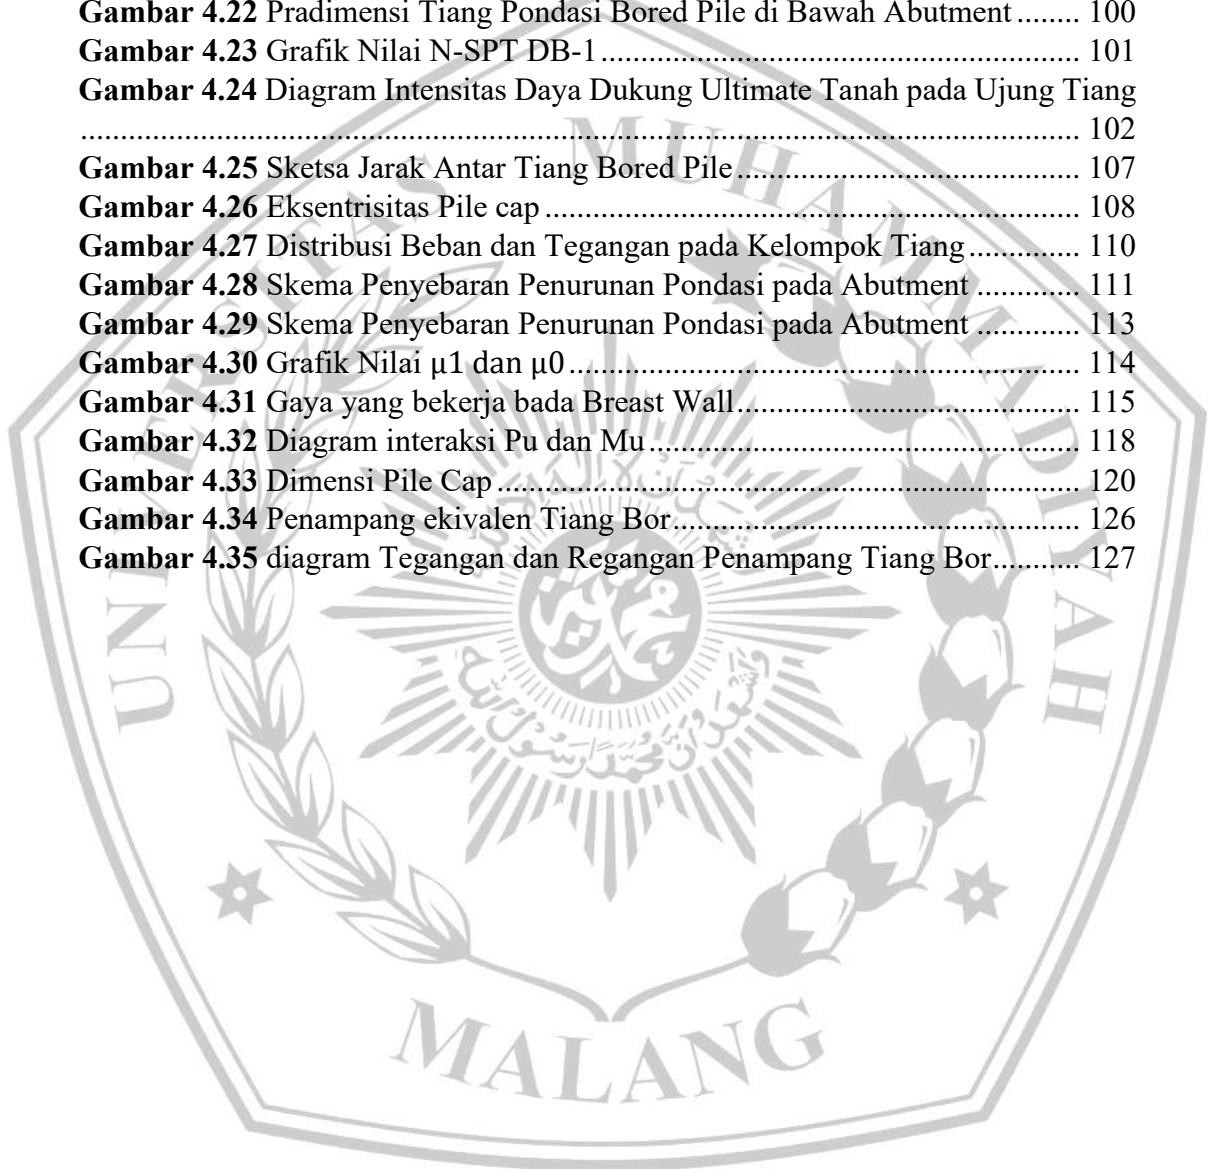 Gambar 4.22 Pradimensi Tiang Pondasi Bored Pile di Bawah Abutment ........ 100
Gambar 4.23 Grafik Nilai N-SPT DB-1 ............................................................. 101
Gambar 4.24 Diagram Intensitas Daya Dukung Ultimate Tanah pada Ujung Tiang
................................................................................................................................ 102
Gambar 4.25 Sketsa Jarak Antar Tiang Bored Pile ............................................ 107
Gambar 4.26 Eksentrisitas Pile cap .................................................................... 108
Gambar 4.27 Distribusi Beban dan Tegangan pada Kelompok Tiang .............. 110
Gambar 4.28 Skema Penyebaran Penurunan Pondasi pada Abutment ............. 111
Gambar 4.29 Skema Penyebaran Penurunan Pondasi pada Abutment ............. 113
Gambar 4.30 Grafik Nilai μ1 dan μ0 ................................................................. 114
Gambar 4.31 Gaya yang bekerja bada Breast Wall ............................................ 115
Gambar 4.32 Diagram interaksi Pu dan Mu ....................................................... 118
Gambar 4.33 Dimensi Pile Cap .......................................................................... 120
Gambar 4.34 Penampang ekivalen Tiang Bor .................................................... 126
Gambar 4.35 diagram Tegangan dan Regangan Penampang Tiang Bor ........... 127
UNIVERSITAS MUHAMMADIYAH
MALANG